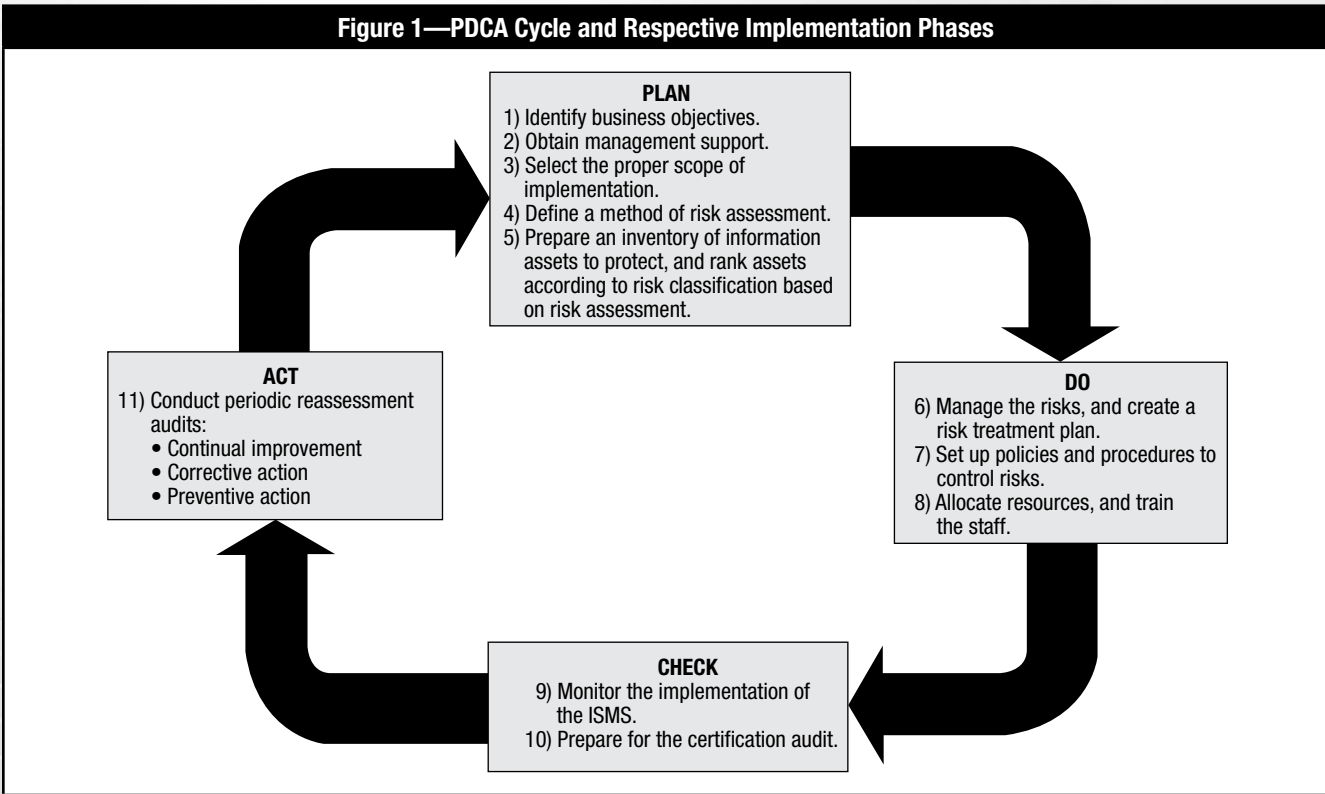 Figure 1—PDCA Cycle and Respective Implementation Phases
PLAN
1) Identify business objectives.
2) Obtain management support.
3) Select the proper scope of
implementation.
4) Define a method of risk assessment.
5) Prepare an inventory of information
assets to protect, and rank assets
according to risk classification based
on risk assessment.
DO
6) Manage the risks, and create a
risk treatment plan.
7) Set up policies and procedures to
control risks.
8) Allocate resources, and train
the staff.
CHECK
9) Monitor the implementation of
the ISMS.
10) Prepare for the certification audit.
ACT
11) Conduct periodic reassessment
audits:
• Continual improvement
• Corrective action
• Preventive action